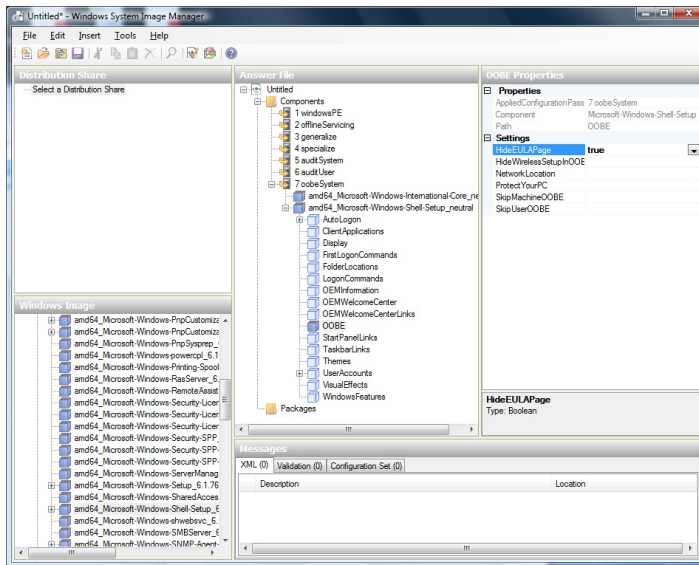 Untitled* - Windows System Image Manager
File Edit Insert Tools Help
Distribution Share
Select a Distribution Share
Windows Image
amd64_Microsoft-Windows-PnpCustomiza
amd64_Microsoft-Windows-PnpCustomiza
amd64_Microsoft-Windows-PnpSysprep_
amd64_Microsoft-Windows-powercpl_6.1
amd64_Microsoft-Windows-Printing-Spool
amd64_Microsoft-Windows-RasServer_6.
amd64_Microsoft-Windows-RemoteAssist
amd64_Microsoft-Windows-Security-Licer
amd64_Microsoft-Windows-Security-Licer
amd64_Microsoft-Windows-Security-SPP_
amd64_Microsoft-Windows-Security-SPP-
amd64_Microsoft-Windows-Security-SPP-
amd64_Microsoft-Windows-ServerManag
amd64_Microsoft-Windows-Setup_6.1.76
amd64_Microsoft-Windows-SharedAcces
amd64_Microsoft-Windows-Shell-Setup_6
amd64_Microsoft-Windows-shwebsvc_6.
amd64_Microsoft-Windows-SMBServer_6
amd64_Microsoft-Windows-SNMP-Agent-
Answer File
Untitled
Components
1 windowsPE
2 offlineServicing
3 generalize
4 specialize
5 auditSystem
6 auditUser
7 oobeSystem
amd64_Microsoft-Windows-International-Core_ne
amd64_Microsoft-Windows-Shell-Setup_neutral
AutoLogon
ClientApplications
Display
FirstLogonCommands
FolderLocations
LogonCommands
OEMInformation
OEMWelcomeCenter
OEMWelcomeCenterLinks
OOBE
StartPanelLinks
TaskbarLinks
Themes
UserAccounts
VisualEffects
WindowsFeatures
Packages
OOBE Properties
Properties
AppliedConfigurationPass 7 oobeSystem
Component Microsoft-Windows-Shell-Setup
Path OOBE
Settings
HideEULAPage true
HideWirelessSetupInOOE
NetworkLocation
ProtectYourPC
SkipMachineOOBE
SkipUserOOBE
HideEULAPage
Type: Boolean
Messages
XML (0) Validation (0) Configuration Set (0)
Description Location